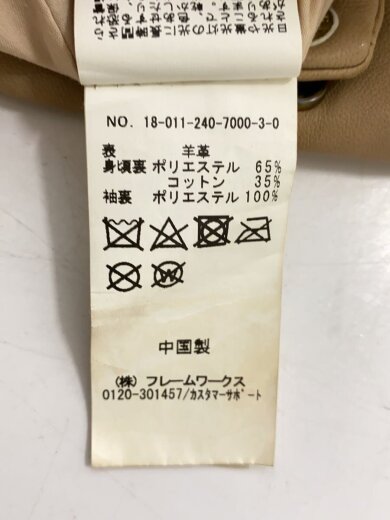 NO. 18-011-240-7000-3-0
表 羊革
身頃裏 ポリエステル 65%
コットン 35%
袖裏 ポリエステル 100%
中国製
(株) フレームワークス
0120-301457/カスタマーサポート